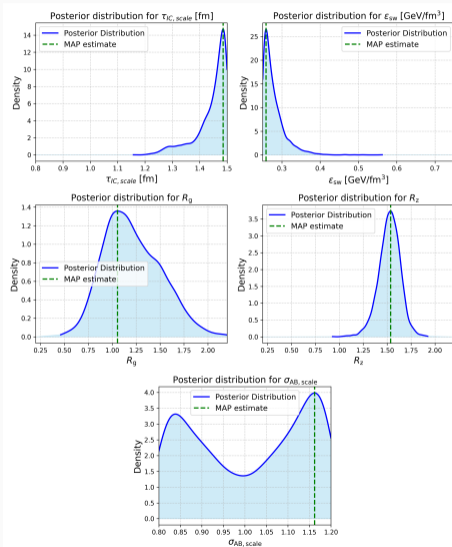 Posterior distribution for τIC, scale [fm]
Posterior Distribution
MAP estimate
Density
14
12
10
8
6
4
2
0
0.8 0.9 1.0 1.1 1.2 1.3 1.4 1.5
τIC, scale [fm]
Posterior distribution for εsw [GeV/fm³]
Posterior Distribution
MAP estimate
Density
25
20
15
10
5
0
0.3 0.4 0.5 0.6 0.7
εsw [GeV/fm³]
Posterior distribution for Rg
Posterior Distribution
MAP estimate
Density
1.4
1.2
1.0
0.8
0.6
0.4
0.2
0.0
0.25 0.50 0.75 1.00 1.25 1.50 1.75 2.00
Rg
Posterior distribution for Rz
Posterior Distribution
MAP estimate
Density
3.5
3.0
2.5
2.0
1.5
1.0
0.5
0.0
0.25 0.50 0.75 1.00 1.25 1.50 1.75 2.00
Rz
Posterior distribution for σAB, scale
Posterior Distribution
MAP estimate
Density
4.0
3.5
3.0
2.5
2.0
1.5
1.0
0.5
0.0
0.80 0.85 0.90 0.95 1.00 1.05 1.10 1.15 1.20
σAB, scale